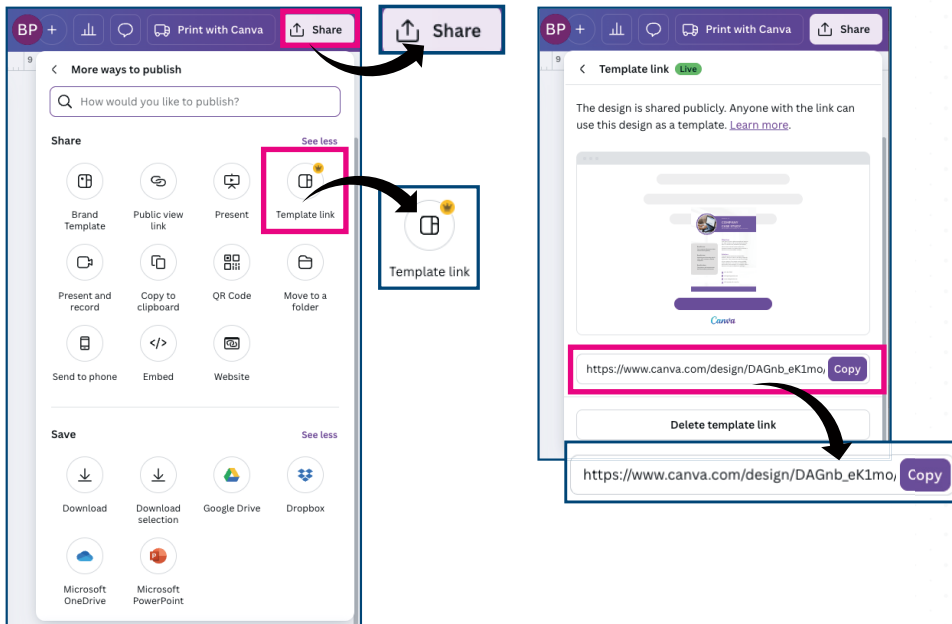 BP
+
Print with Canva
Share
Share
9
More ways to publish
How would you like to publish?
Share
See less
Brand
Template
Public view
link
Present
Template link
Template link
Present and
record
Copy to
clipboard
QR Code
Move to a
folder
Send to phone
Embed
Website
Save
See less
Download
Download
selection
Google Drive
Dropbox
Microsoft
OneDrive
Microsoft
PowerPoint
BP
+
Print with Canva
Share
9
Template link
Live
The design is shared publicly. Anyone with the link can
use this design as a template. Learn more.
Canva
https://www.canva.com/design/DAGnb_eK1mo/
Copy
Delete template link
https://www.canva.com/design/DAGnb_eK1mo/
Copy